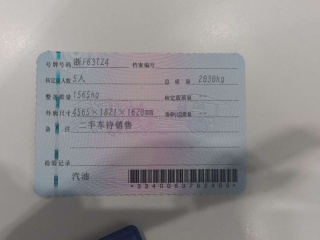 号牌号码 浙F63T24 档案编号
核定载人数 5人 总质量 2030kg
整备质量 1565kg 核定载质量 --
外廓尺寸 4565×1821×1620mm 准牵引总质量 --
备注 二手车待销售
检验记录
汽油